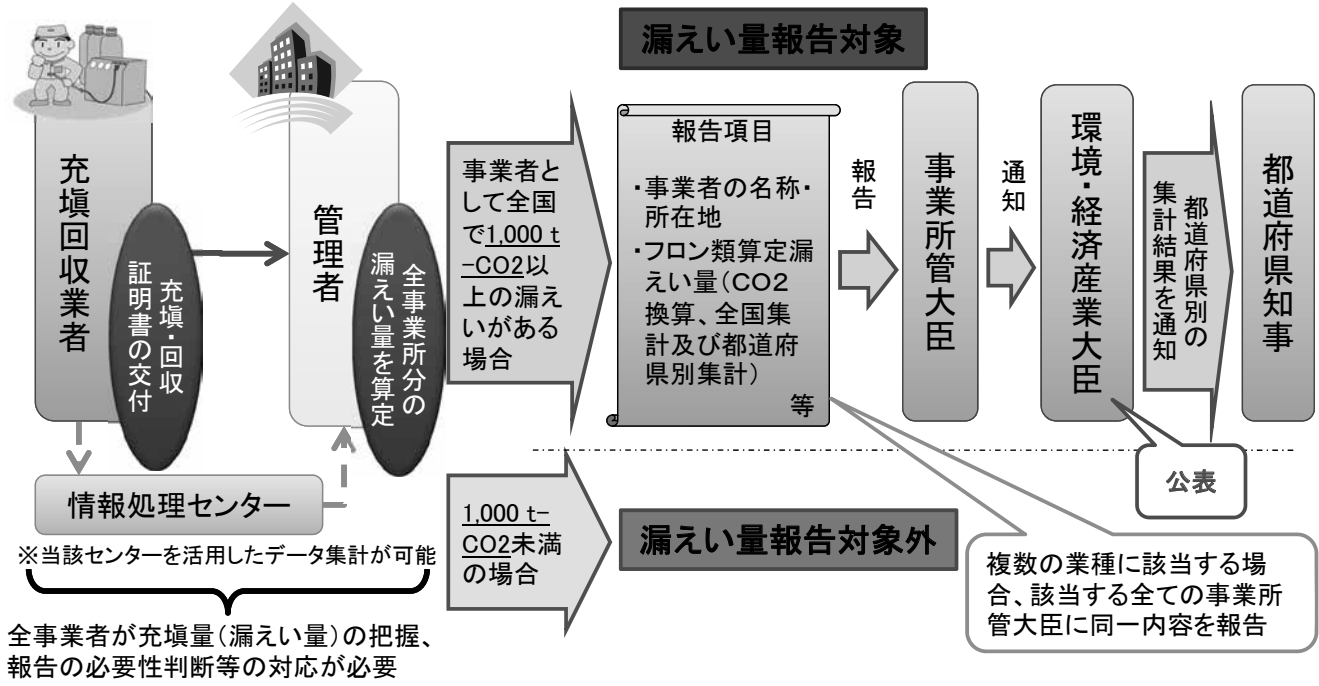 漏えい量報告対象
充塡回収業者
充塡・回収
証明書の交付
管理者
全事業所分の
漏えい量を算定
事業者と
して全国
で1,000 t
-CO2以
上の漏え
いがある
場合
報告項目
・事業者の名称・
所在地
・フロン類算定漏
えい量(CO2
換算、全国集
計及び都道府
県別集計)
等
報告
事業所管大臣
通知
環境・経済産業大臣
都道府県別の
集計結果を通知
都道府県知事
公表
情報処理センター
※当該センターを活用したデータ集計が可能
全事業者が充塡量(漏えい量)の把握、
報告の必要性判断等の対応が必要
1,000 t-
CO2未満
の場合
漏えい量報告対象外
複数の業種に該当する場
合、該当する全ての事業所
管大臣に同一内容を報告